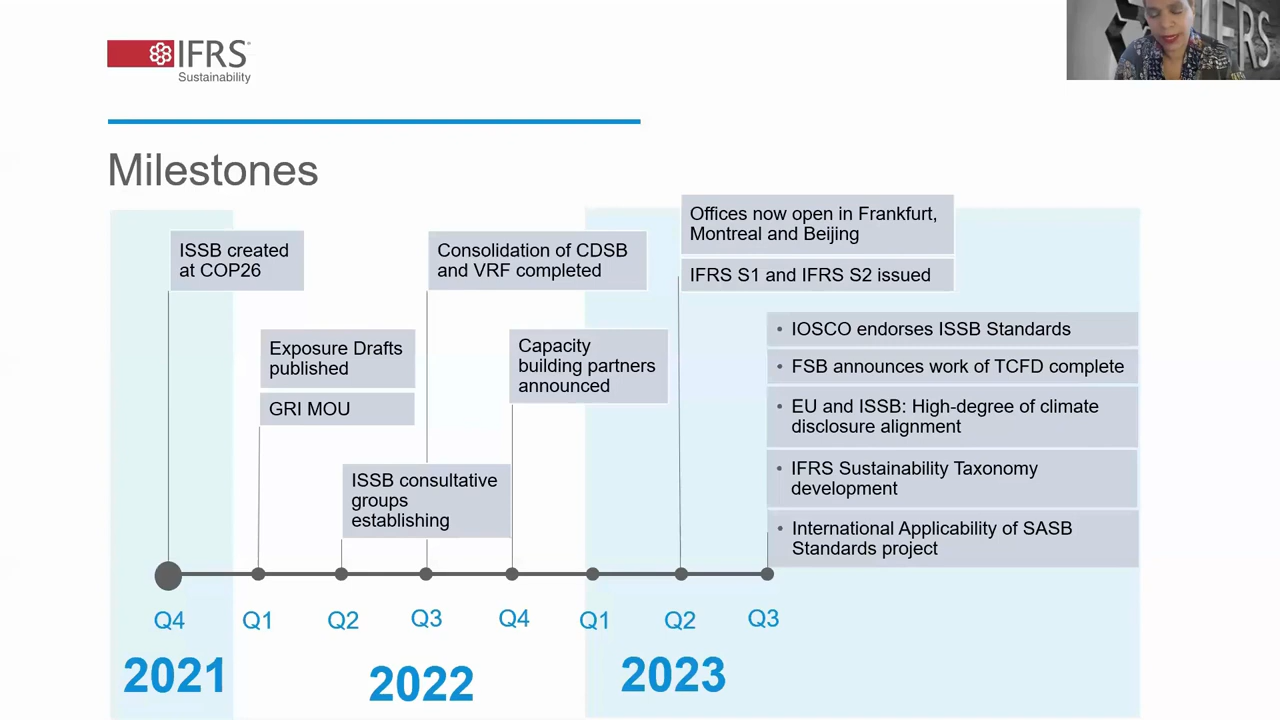 IFRS
Sustainability
IFRS
Milestones
Offices now open in Frankfurt,
Montreal and Beijing
ISSB created
at COP26
Consolidation of CDSB
and VRF completed
IFRS S1 and IFRS S2 issued
Exposure Drafts
published
GRI MOU
Capacity
building partners
announced
• IOSCO endorses ISSB Standards
• FSB announces work of TCFD complete
• EU and ISSB: High-degree of climate
disclosure alignment
ISSB consultative
groups
establishing
• IFRS Sustainability Taxonomy
development
• International Applicability of SASB
Standards project
Q4 Q1 Q2 Q3 Q4 Q1 Q2 Q3
2021 2022 2023